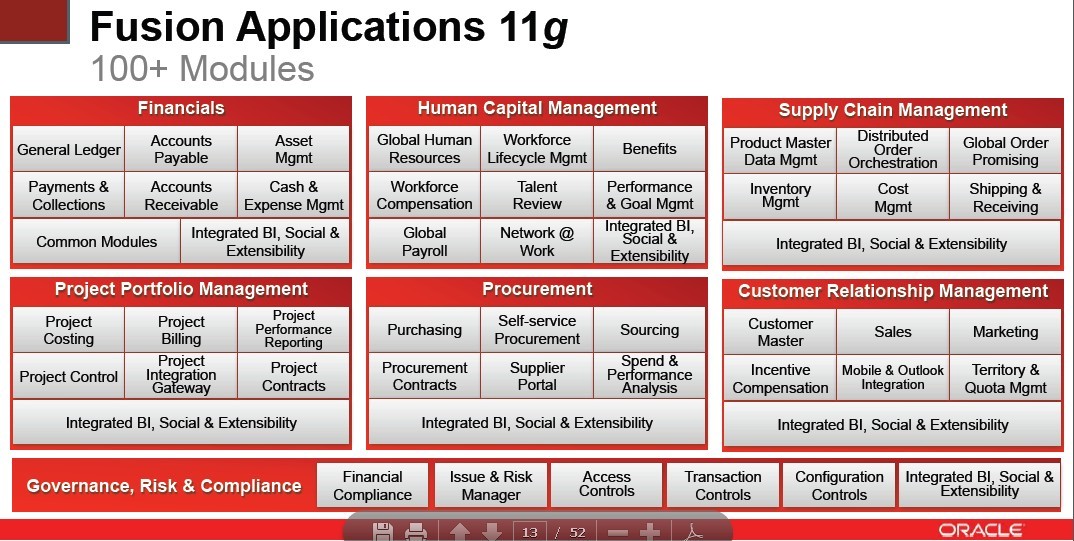 Fusion Applications 11g
100+ Modules
Financials
General Ledger
Accounts
Payable
Asset
Mgmt
Payments &
Collections
Accounts
Receivable
Cash &
Expense Mgmt
Common Modules
Integrated BI, Social &
Extensibility
Human Capital Management
Global Human
Resources
Workforce
Lifecycle Mgmt
Benefits
Workforce
Compensation
Talent
Review
Performance
& Goal Mgmt
Global
Payroll
Network @
Work
Integrated BI,
Social &
Extensibility
Supply Chain Management
Product Master
Data Mgmt
Distributed
Order
Orchestration
Global Order
Promising
Inventory
Mgmt
Cost
Mgmt
Shipping &
Receiving
Integrated BI, Social & Extensibility
Project Portfolio Management
Project
Costing
Project
Billing
Project
Performance
Reporting
Project Control
Project
Integration
Gateway
Project
Contracts
Integrated BI, Social & Extensibility
Procurement
Purchasing
Self-service
Procurement
Sourcing
Procurement
Contracts
Supplier
Portal
Spend &
Performance
Analysis
Integrated BI, Social & Extensibility
Customer Relationship Management
Customer
Master
Sales
Marketing
Incentive
Compensation
Mobile & Outlook
Integration
Territory &
Quota Mgmt
Integrated BI, Social & Extensibility
Governance, Risk & Compliance
Financial
Compliance
Issue & Risk
Manager
Access
Controls
Transaction
Controls
Configuration
Controls
Integrated BI, Social &
Extensibility
13 / 52
ORACLE